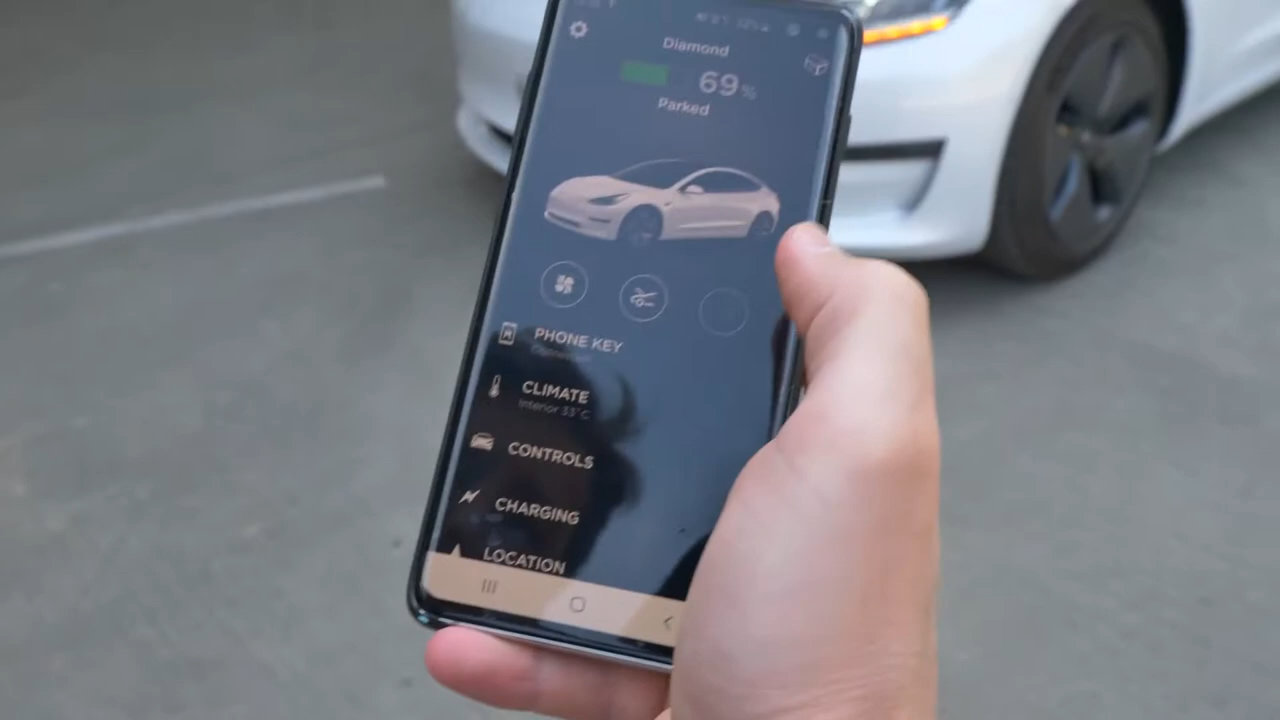 Diamond
69%
Parked
PHONE KEY
CLIMATE
Interior 33°C
CONTROLS
CHARGING
LOCATION